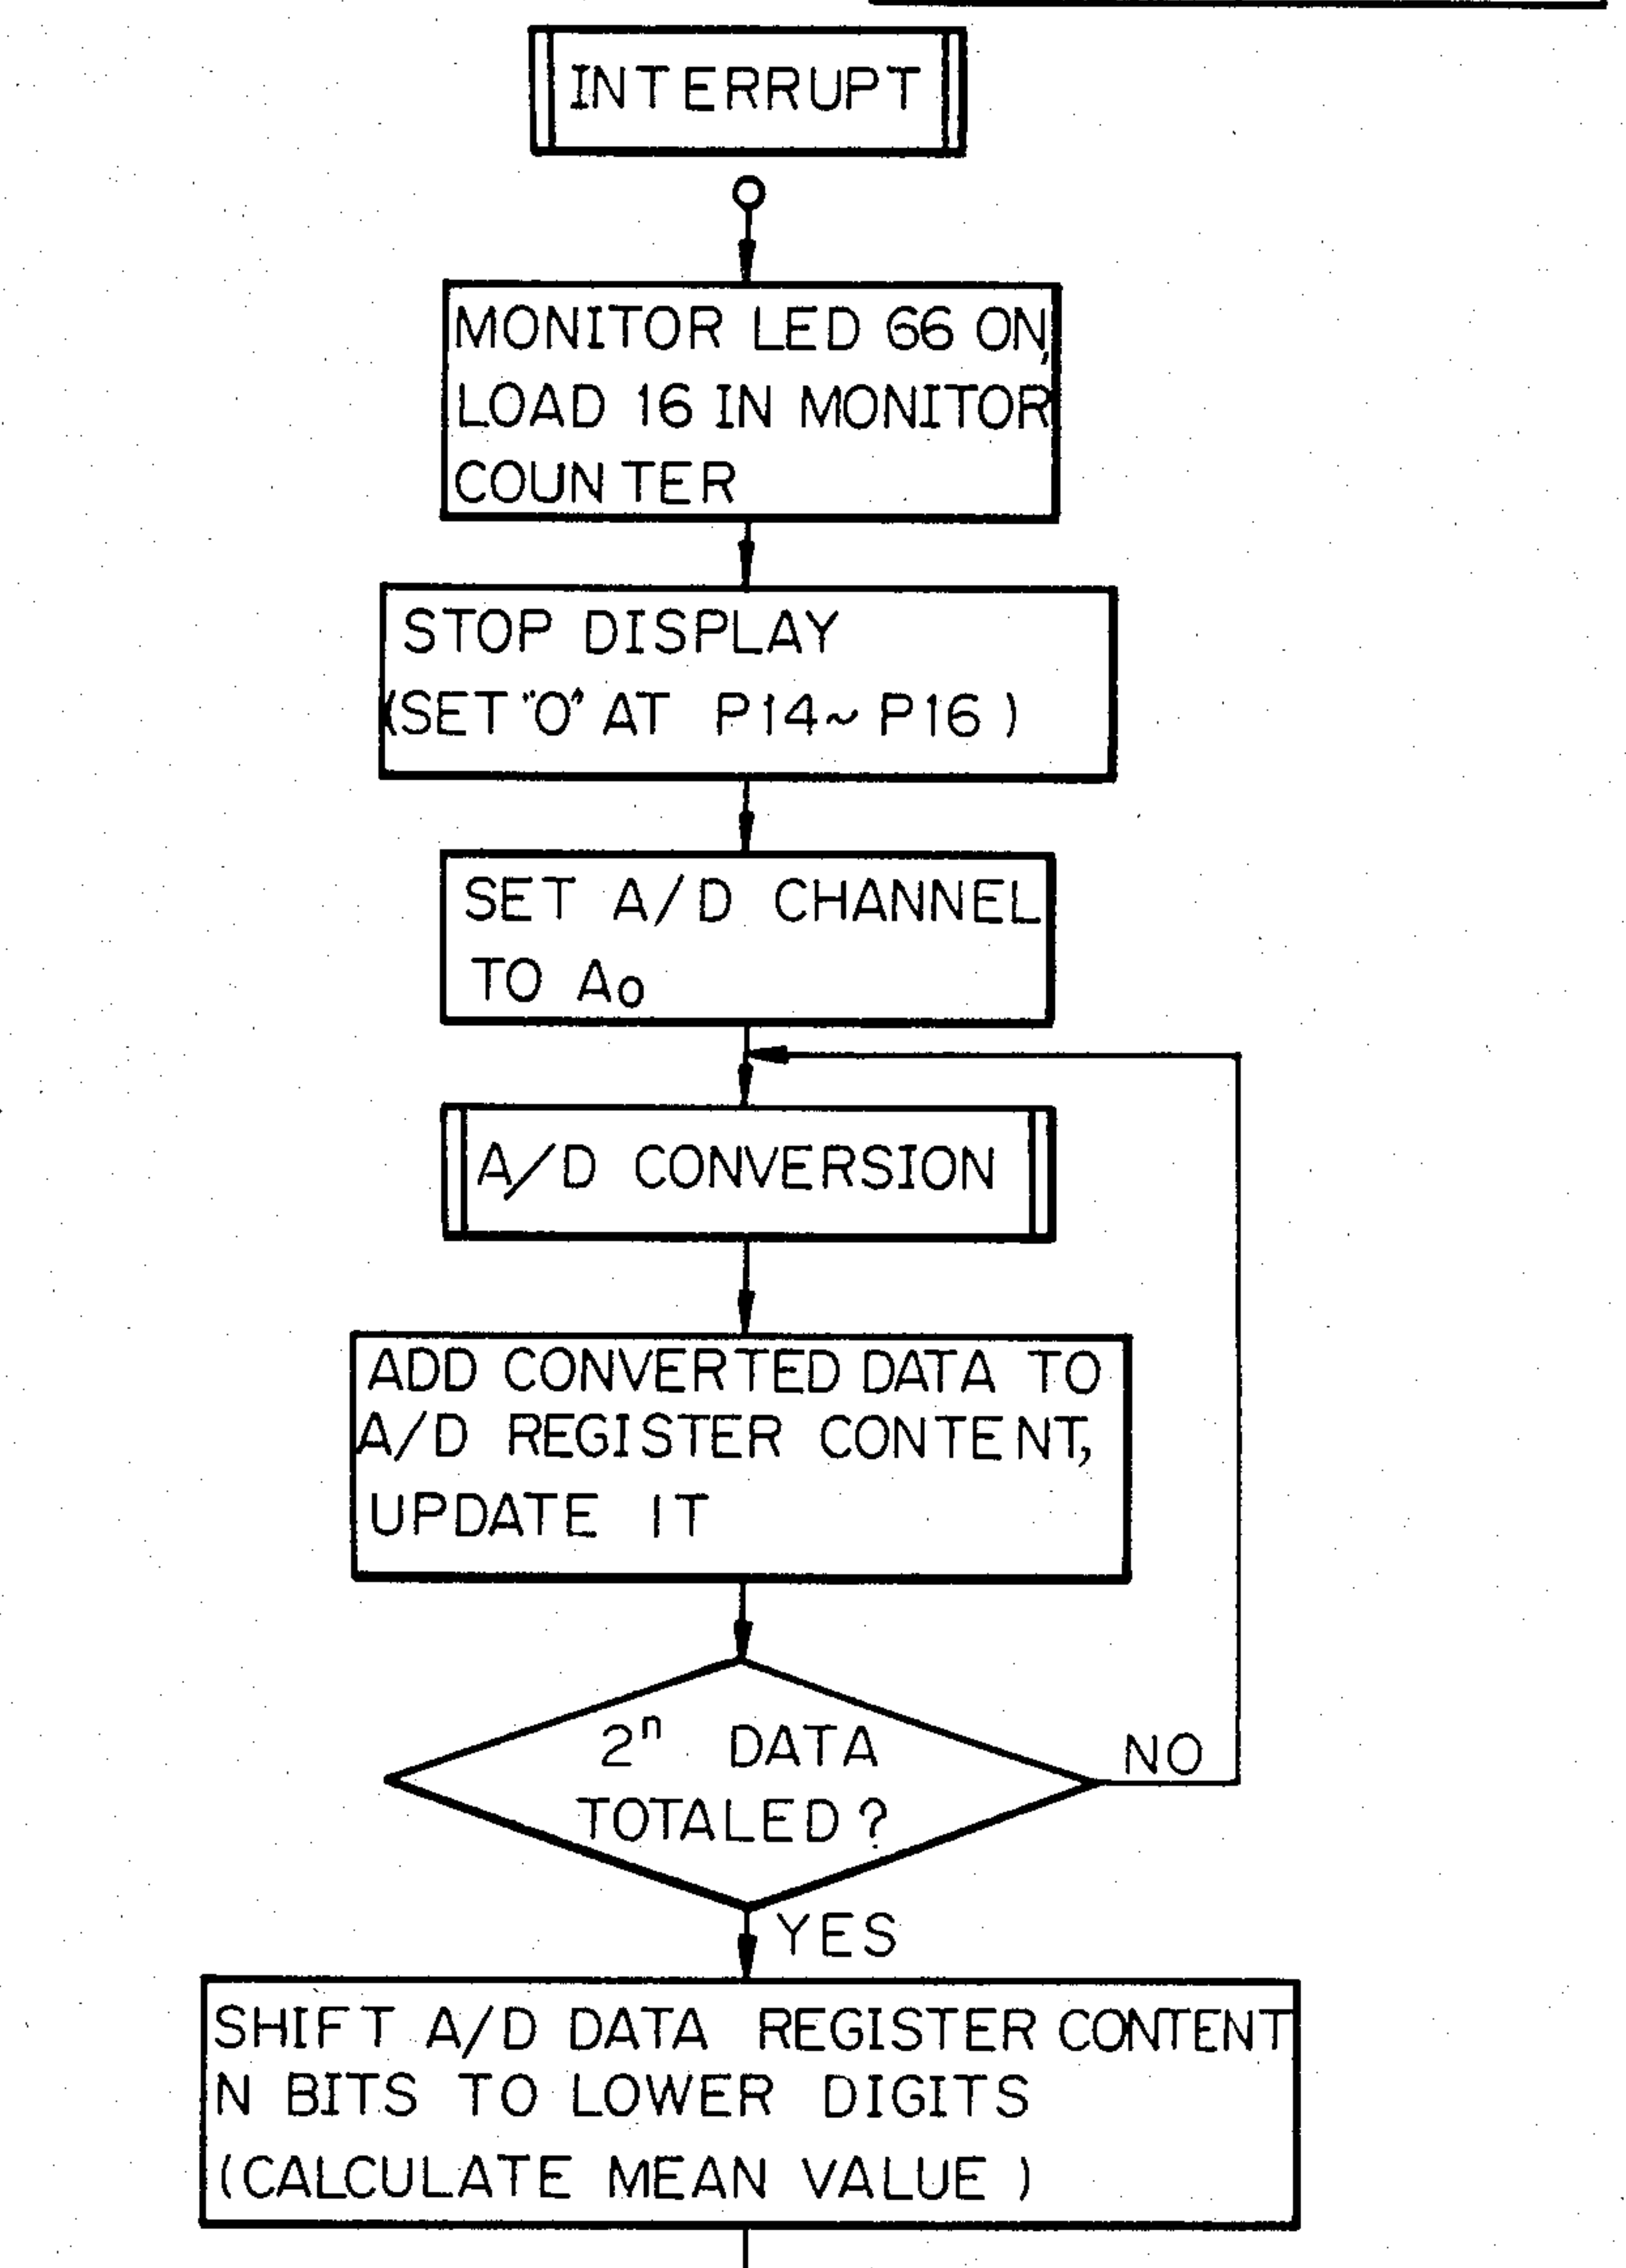 INTERRUPT
MONITOR LED 66 ON,
LOAD 16 IN MONITOR
COUNTER
STOP DISPLAY
(SET "0" AT P14~P16)
SET A/D CHANNEL
TO A0
A/D CONVERSION
ADD CONVERTED DATA TO
A/D REGISTER CONTENT,
UPDATE IT
2ⁿ DATA
TOTALED?
NO
YES
SHIFT A/D DATA REGISTER CONTENT
N BITS TO LOWER DIGITS
(CALCULATE MEAN VALUE)